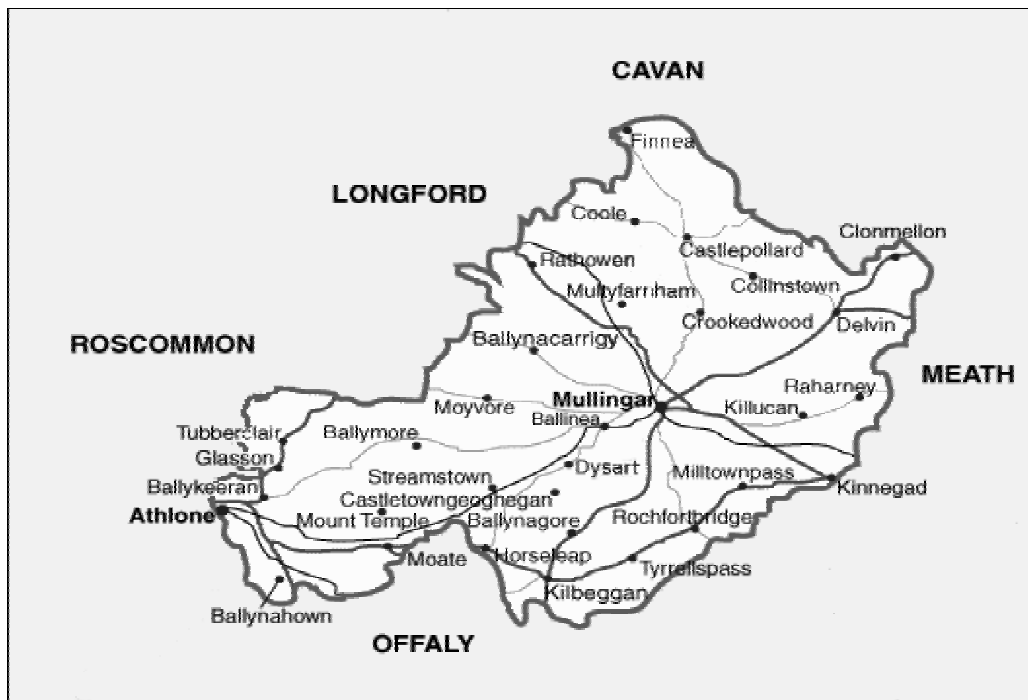 CAVAN
Finnea
LONGFORD
Coole
Clonmellon
Castlepollard
Rathowen
Collinstown
Multyfarnham
Crookedwood
Delvin
ROSCOMMON
Ballynacarrigy
MEATH
Raharney
Mullingar
Killucan
Moyvore
Ballinea
Tubberclair
Ballymore
Glasson
Dysart
Streamstown
Milltownpass
Ballykeeran
Kinnegad
Castletowngeoghegan
Athlone
Mount Temple
Ballynagore
Rochfortbridge
Moate
Horseleap
Tyrrellspass
Kilbeggan
Ballynahown
OFFALY